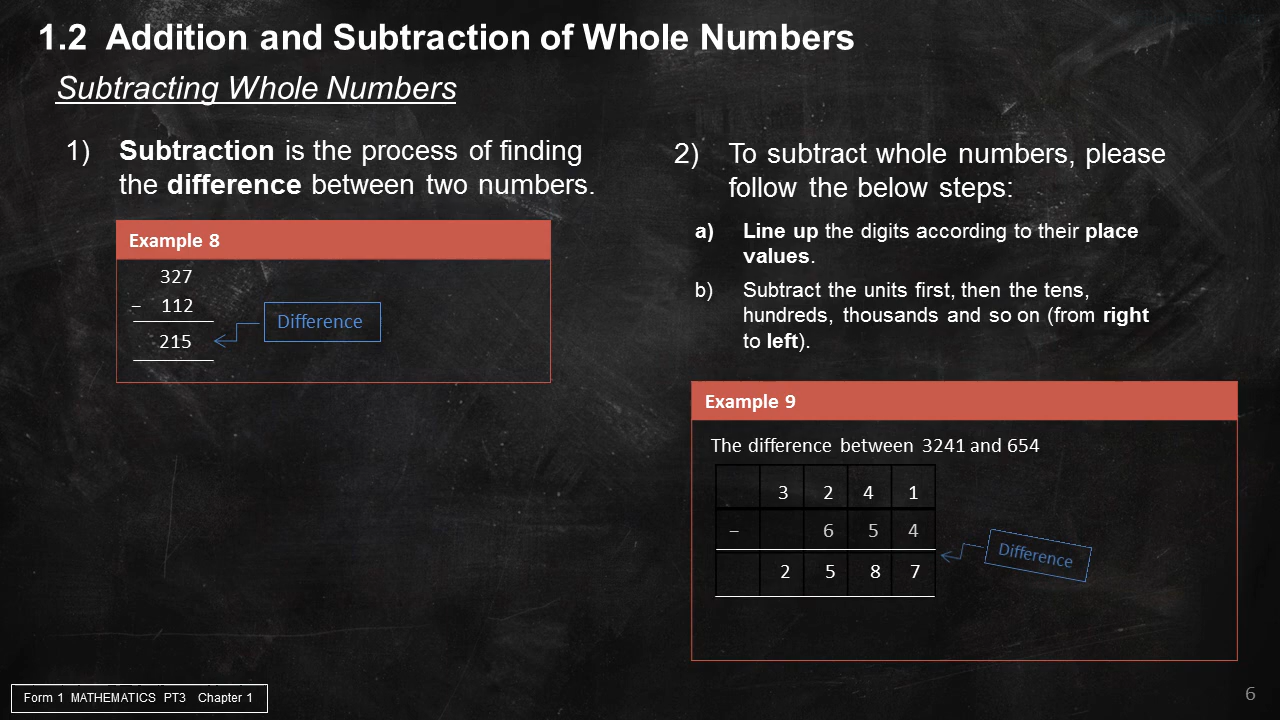 1.2 Addition and Subtraction of Whole Numbers
Subtracting Whole Numbers
1) Subtraction is the process of finding
the difference between two numbers.
Example 8
327
– 112
215
Difference
2) To subtract whole numbers, please
follow the below steps:
a) Line up the digits according to their place
values.
b) Subtract the units first, then the tens,
hundreds, thousands and so on (from right
to left).
Example 9
The difference between 3241 and 654
3 2 4 1
– 6 5 4
2 5 8 7
Difference
Form 1 MATHEMATICS PT3 Chapter 1
6